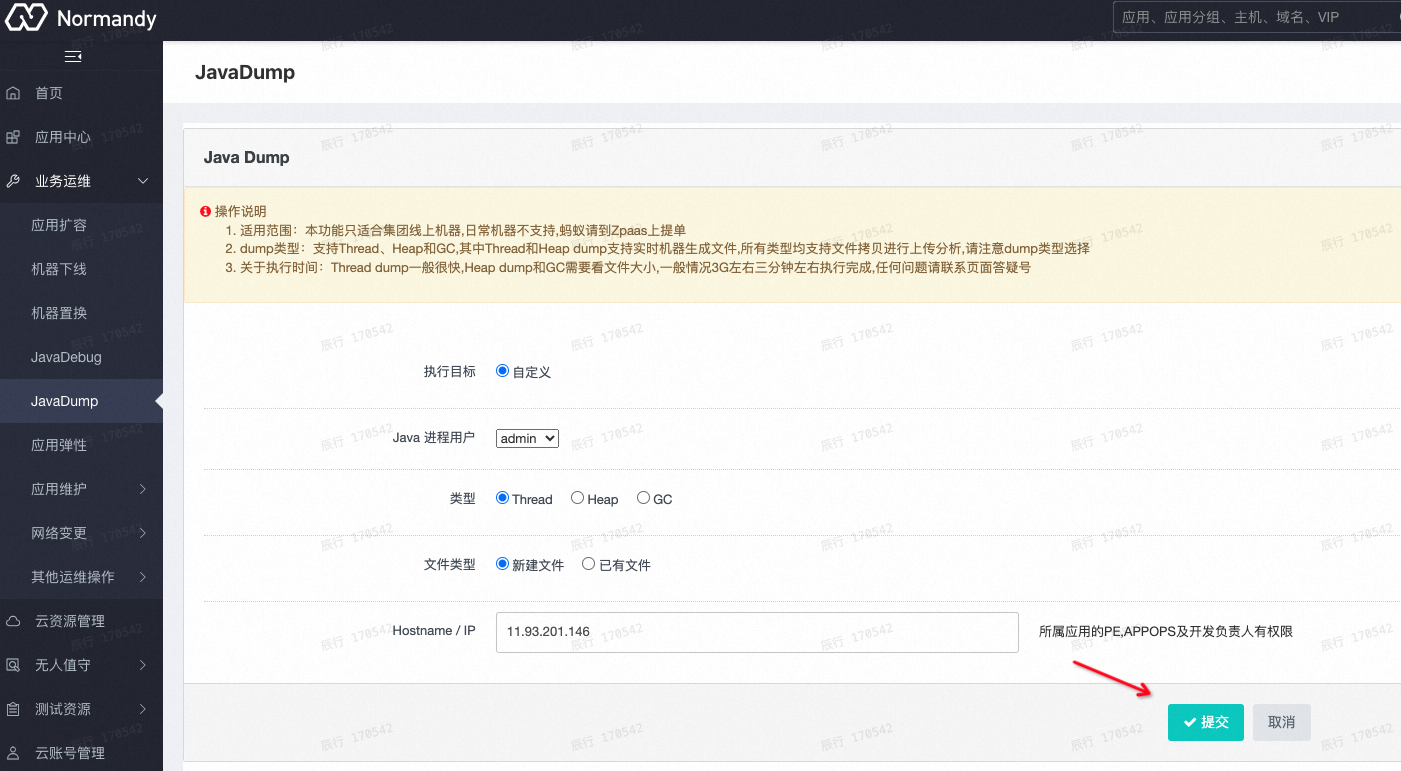 Normandy
应用、应用分组、主机、域名、VIP
首页
应用中心
业务运维
应用扩容
机器下线
机器置换
JavaDebug
JavaDump
应用弹性
应用维护
网络变更
其他运维操作
云资源管理
无人值守
测试资源
云账号管理
JavaDump
Java Dump
操作说明
1. 适用范围：本功能只适合集团线上机器,日常机器不支持,蚂蚁请到Zpaas上提单
2. dump类型：支持Thread、Heap和GC,其中Thread和Heap dump支持实时机器生成文件,所有类型均支持文件拷贝进行上传分析,请注意dump类型选择
3. 关于执行时间：Thread dump一般很快,Heap dump和GC需要看文件大小,一般情况3G左右三分钟左右执行完成,任何问题请联系页面答疑号
执行目标 自定义
Java 进程用户 admin
类型 Thread Heap GC
文件类型 新建文件 已有文件
Hostname / IP 11.93.201.146 所属应用的PE,APPOPS及开发负责人有权限
提交 取消
辰行 170542